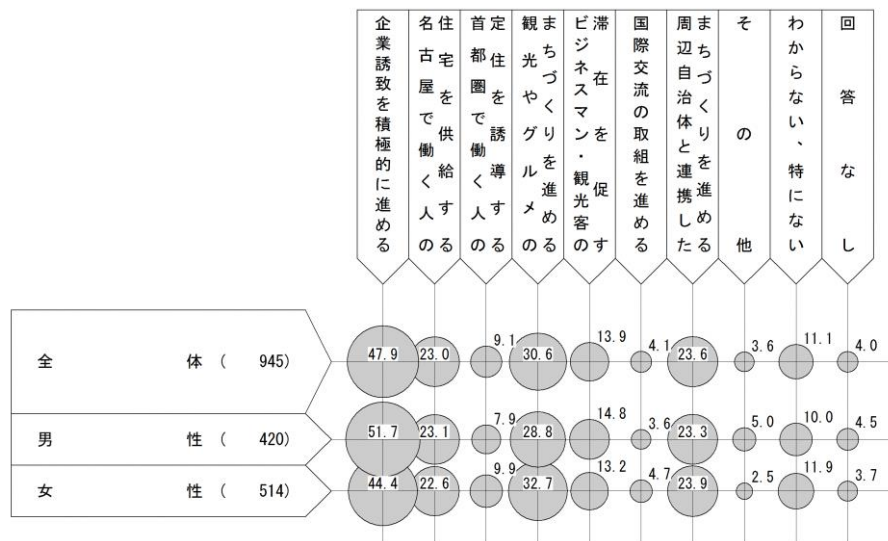 企業誘致を積極的に進める
名古屋で働く人の
住宅を供給する
首都圏で働く人の
定住を誘導する
観光やグルメの
まちづくりを進める
ビジネスマン・観光客の
滞在を促す
国際交流の取組を進める
周辺自治体と連携した
まちづくりを進める
その他
わからない、特にない
回答なし
全体 ( 945)
47.9 23.0 9.1 30.6 13.9 4.1 23.6 3.6 11.1 4.0
男性 ( 420)
51.7 23.1 7.9 28.8 14.8 3.6 23.3 5.0 10.0 4.5
女性 ( 514)
44.4 22.6 9.9 32.7 13.2 4.7 23.9 2.5 11.9 3.7